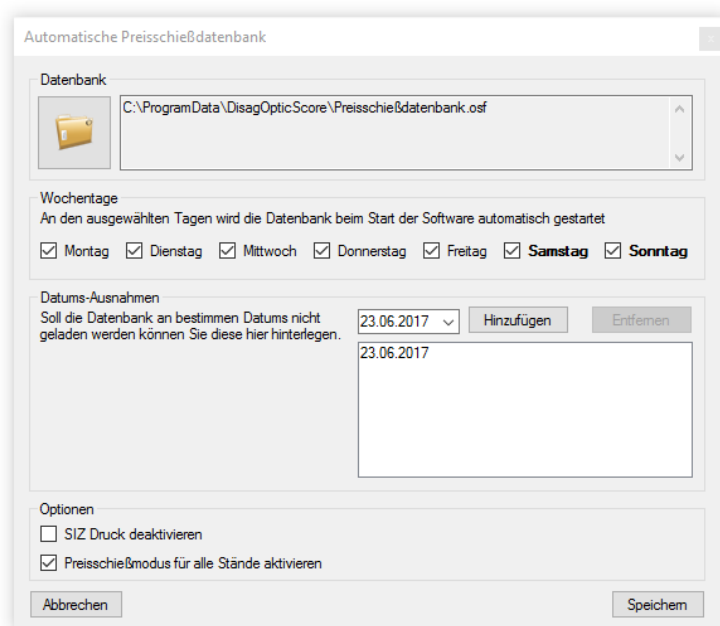 Automatische Preisschießdatenbank
x
Datenbank
C:\ProgramData\DisagOpticScore\Preisschießdatenbank.osf
Wochentage
An den ausgewählten Tagen wird die Datenbank beim Start der Software automatisch gestartet
Montag Dienstag Mittwoch Donnerstag Freitag Samstag Sonntag
Datums-Ausnahmen
Soll die Datenbank an bestimmen Datums nicht
geladen werden können Sie diese hier hinterlegen.
23.06.2017 Hinzufügen Entfernen
23.06.2017
Optionen
SIZ Druck deaktivieren
Preisschießmodus für alle Stände aktivieren
Abbrechen Speichern